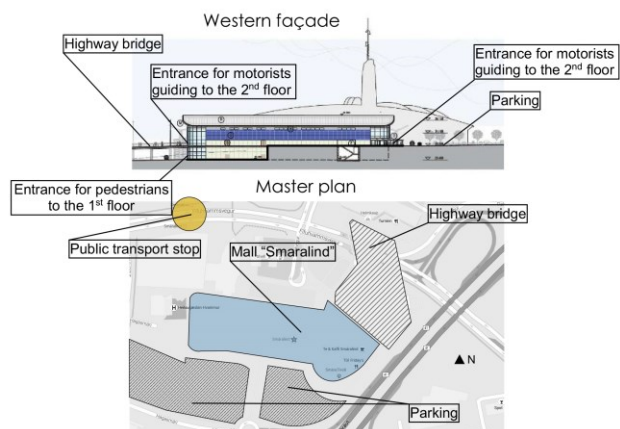 Western façade
Highway bridge
Entrance for motorists
guiding to the 2nd floor
Entrance for motorists
guiding to the 2nd floor
Parking
Entrance for pedestrians
to the 1st floor
Master plan
Highway bridge
Public transport stop
Mall "Smaralind"
N
Parking